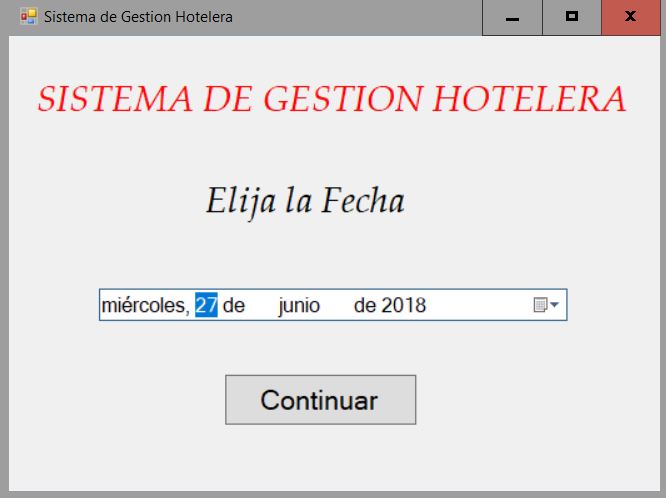 Sistema de Gestion Hotelera
SISTEMA DE GESTION HOTELERA
Elija la Fecha
miércoles, 27 de junio de 2018
Continuar